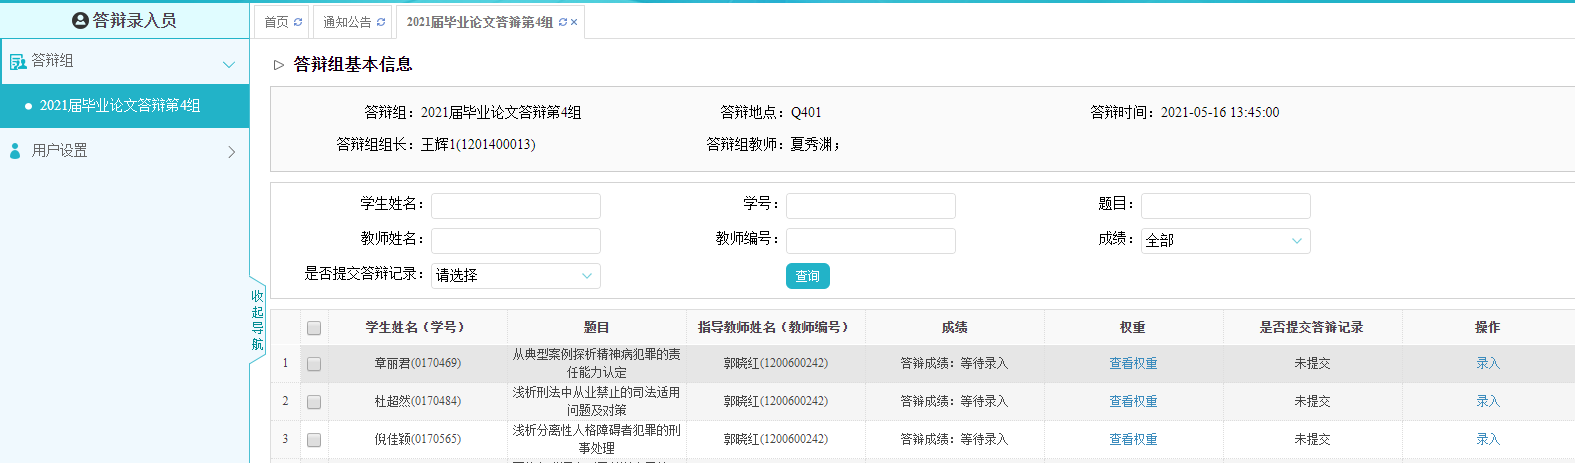 答辩录入员
首页
通知公告
2021届毕业论文答辩第4组
答辩组
2021届毕业论文答辩第4组
用户设置
收起导航
答辩组基本信息
答辩组：2021届毕业论文答辩第4组 答辩地点：Q401 答辩时间：2021-05-16 13:45:00
答辩组组长：王辉1(1201400013) 答辩组教师：夏秀渊；
学生姓名： 学号： 题目：
教师姓名： 教师编号： 成绩：全部
是否提交答辩记录：请选择 查询
学生姓名（学号） 题目 指导教师姓名（教师编号） 成绩 权重 是否提交答辩记录 操作
1 章丽君(0170469) 从典型案例探析精神病犯罪的责任能力认定 郭晓红(1200600242) 答辩成绩：等待录入 查看权重 未提交 录入
2 杜超然(0170484) 浅析刑法中从业禁止的司法适用问题及对策 郭晓红(1200600242) 答辩成绩：等待录入 查看权重 未提交 录入
3 倪佳颖(0170565) 浅析分离性人格障碍者犯罪的刑事处理 郭晓红(1200600242) 答辩成绩：等待录入 查看权重 未提交 录入